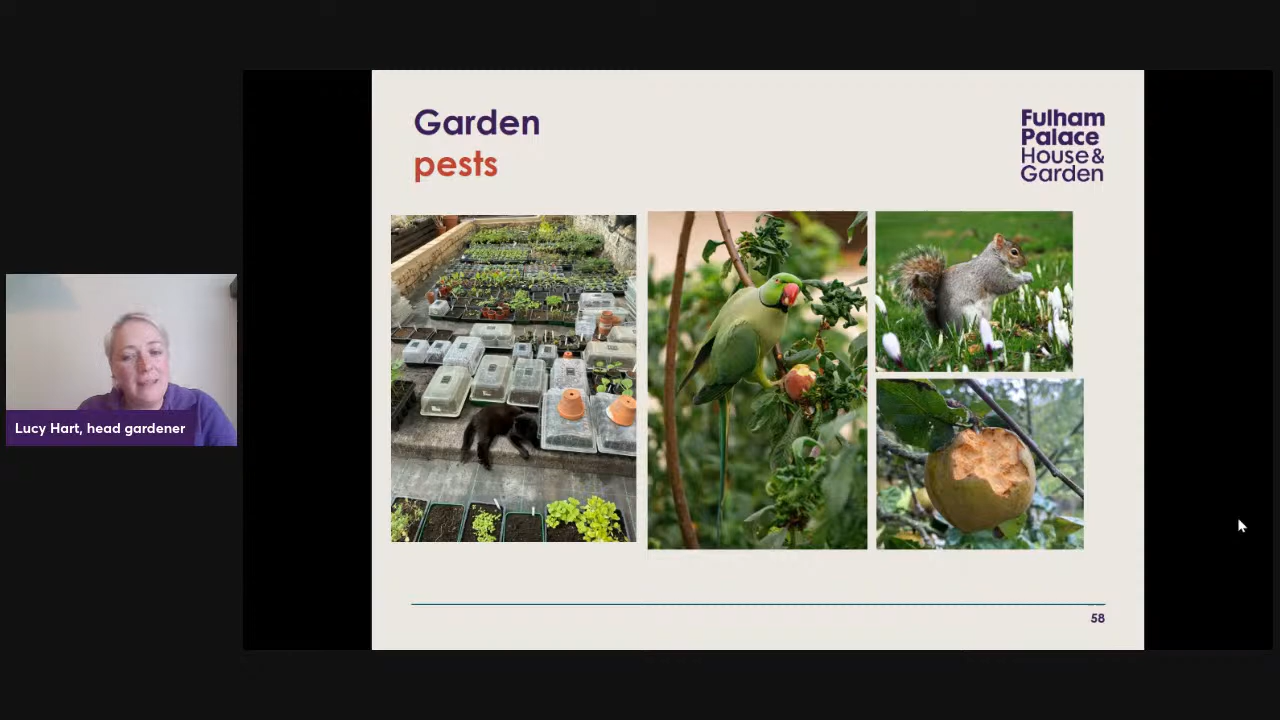 Garden
pests
Fulham
Palace
House &
Garden
Lucy Hart, head gardener
58